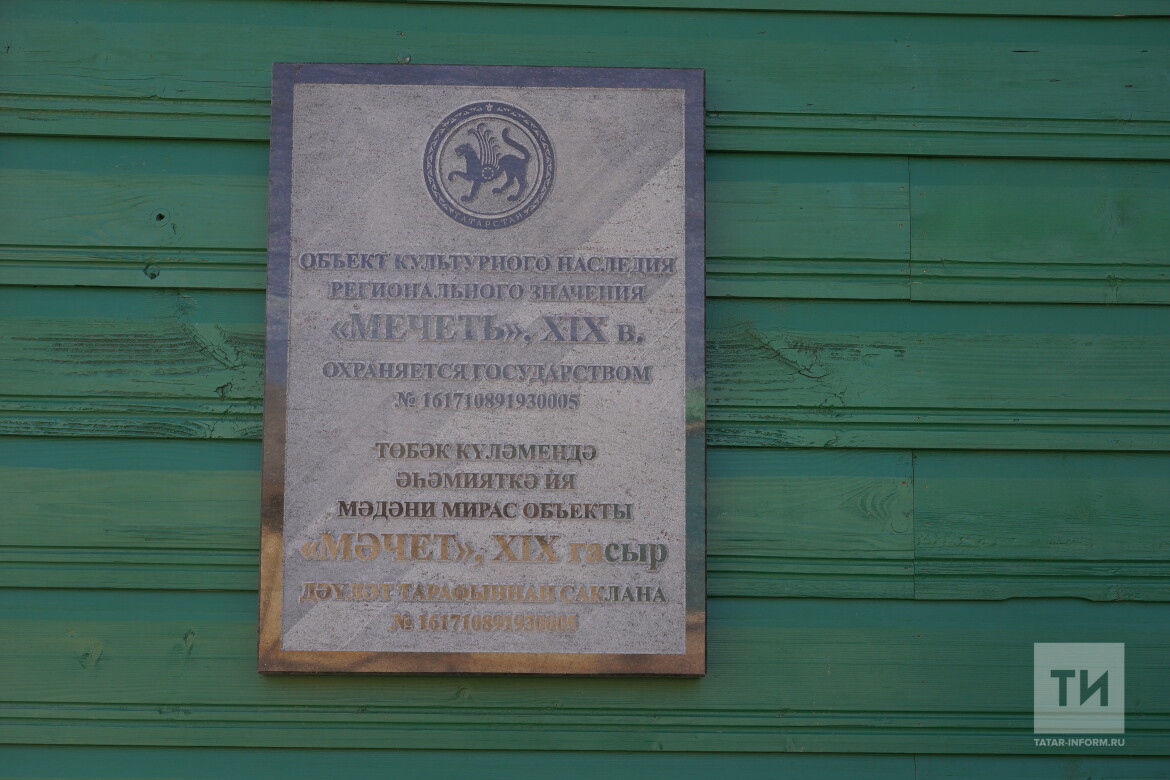 ТАТАРСТАН
ОБЪЕКТ КУЛЬТУРНОГО НАСЛЕДИЯ
РЕГИОНАЛЬНОГО ЗНАЧЕНИЯ
«МЕЧЕТЬ», XIX в.
ОХРАНЯЕТСЯ ГОСУДАРСТВОМ
№ 161710891930005
ТӨБӘК КҮЛӘМЕНДӘ
ӘҺӘМИЯТКӘ ИЯ
МӘДӘНИ МИРАС ОБЪЕКТЫ
«МӘЧЕТ», XIX гасыр
ДӘҮЛӘТ ТАРАФЫННАН САКЛАНА
№ 161710891930005
ТИ
TATAR-INFORM.RU